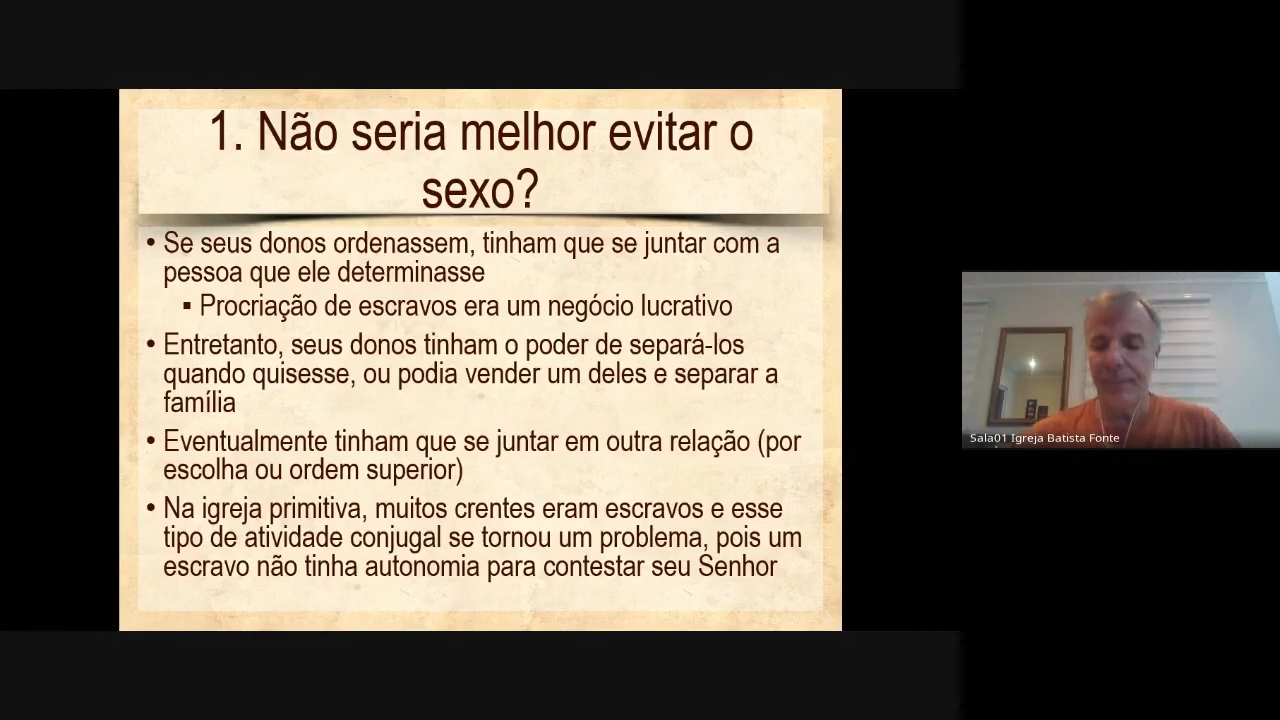 1. Não seria melhor evitar o
sexo?
• Se seus donos ordenassem, tinham que se juntar com a
pessoa que ele determinasse
▪ Procriação de escravos era um negócio lucrativo
• Entretanto, seus donos tinham o poder de separá-los
quando quisesse, ou podia vender um deles e separar a
família
• Eventualmente tinham que se juntar em outra relação (por
escolha ou ordem superior)
• Na igreja primitiva, muitos crentes eram escravos e esse
tipo de atividade conjugal se tornou um problema, pois um
escravo não tinha autonomia para contestar seu Senhor
Sala01 Igreja Batista Fonte